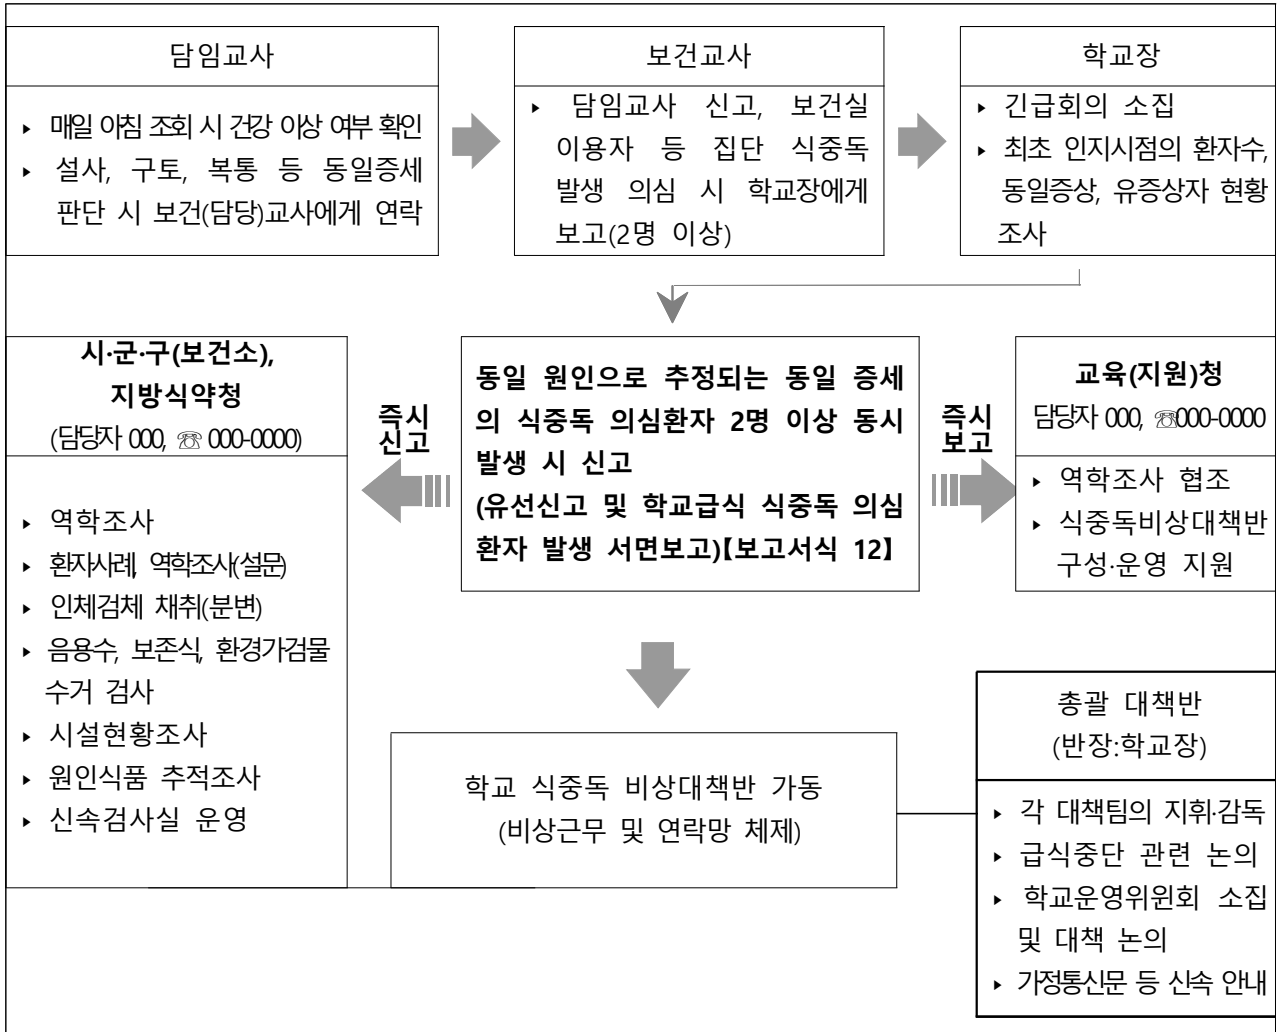 담임교사
▸ 매일 아침 조회 시 건강 이상 여부 확인
▸ 설사, 구토, 복통 등 동일증세
판단 시 보건(담당)교사에게 연락
보건교사
▸ 담임교사 신고, 보건실
이용자 등 집단 식중독
발생 의심 시 학교장에게
보고(2명 이상)
학교장
▸ 긴급회의 소집
▸ 최초 인지시점의 환자수,
동일증상, 유증상자 현황
조사
시·군·구(보건소),
지방식약청
(담당자 000, ☏ 000-0000)
▸ 역학조사
▸ 환자사례, 역학조사(설문)
▸ 인체검체 채취(분변)
▸ 음용수, 보존식, 환경가검물
수거 검사
▸ 시설현황조사
▸ 원인식품 추적조사
▸ 신속검사실 운영
즉시
신고
동일 원인으로 추정되는 동일 증세
의 식중독 의심환자 2명 이상 동시
발생 시 신고
(유선신고 및 학교급식 식중독 의심
환자 발생 서면보고)【보고서식 12】
즉시
보고
교육(지원)청
담당자 000, ☏000-0000
▸ 역학조사 협조
▸ 식중독비상대책반
구성·운영 지원
학교 식중독 비상대책반 가동
(비상근무 및 연락망 체제)
총괄 대책반
(반장:학교장)
▸ 각 대책팀의 지휘·감독
▸ 급식중단 관련 논의
▸ 학교운영위원회 소집
및 대책 논의
▸ 가정통신문 등 신속 안내